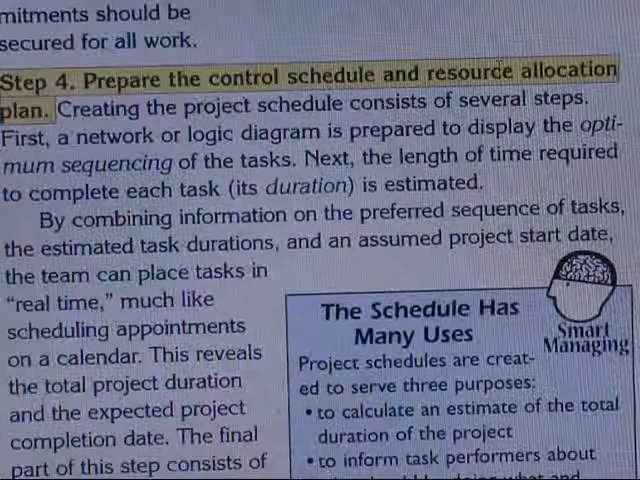 mitments should be
secured for all work.
Step 4. Prepare the control schedule and resource allocation
plan. Creating the project schedule consists of several steps.
First, a network or logic diagram is prepared to display the opti-
mum sequencing of the tasks. Next, the length of time required
to complete each task (its duration) is estimated.
By combining information on the preferred sequence of tasks,
the estimated task durations, and an assumed project start date,
the team can place tasks in
"real time," much like
scheduling appointments
on a calendar. This reveals
the total project duration
and the expected project
completion date. The final
part of this step consists of
The Schedule Has
Many Uses
Smart
Managing
Project schedules are creat-
ed to serve three purposes:
• to calculate an estimate of the total
duration of the project
• to inform task performers about